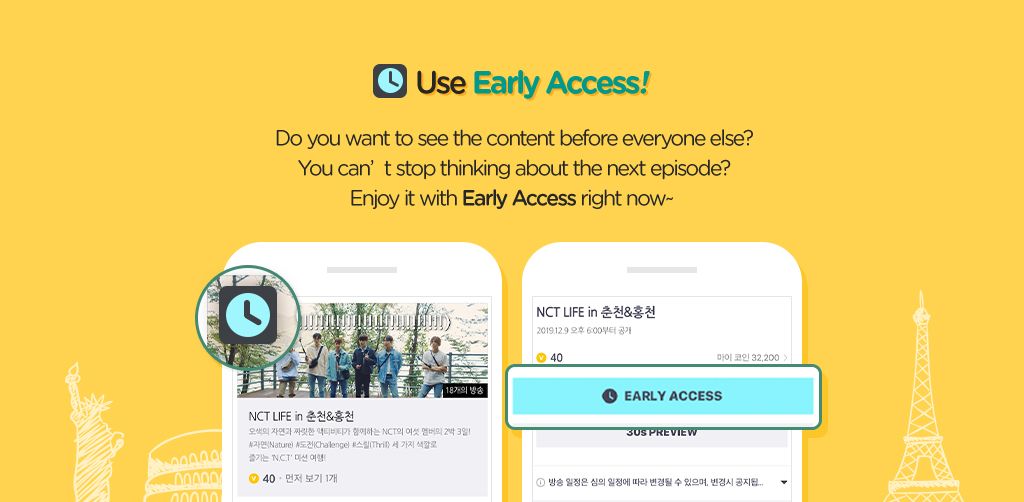 Use Early Access!
Do you want to see the content before everyone else?
You can’ t stop thinking about the next episode?
Enjoy it with Early Access right now~
18개의 방송
NCT LIFE in 춘천&홍천
오색의 자연과 짜릿한 액티비티가 함께하는 NCT의 여섯 멤버의 2박 3일!
#자연(Nature) #도전(Challenge) #스릴(Thrill) 세 가지 색깔로
즐기는 'N.C.T' 미션 여행!
V 40 · 먼저 보기 1개
NCT LIFE in 춘천&홍천
2019.12.9 오후 6:00부터 공개
V 40 마이 코인 32,200 >
EARLY ACCESS
30s PREVIEW
방송 일정은 심의 일정에 따라 변경될 수 있으며, 변경시 공지됩...